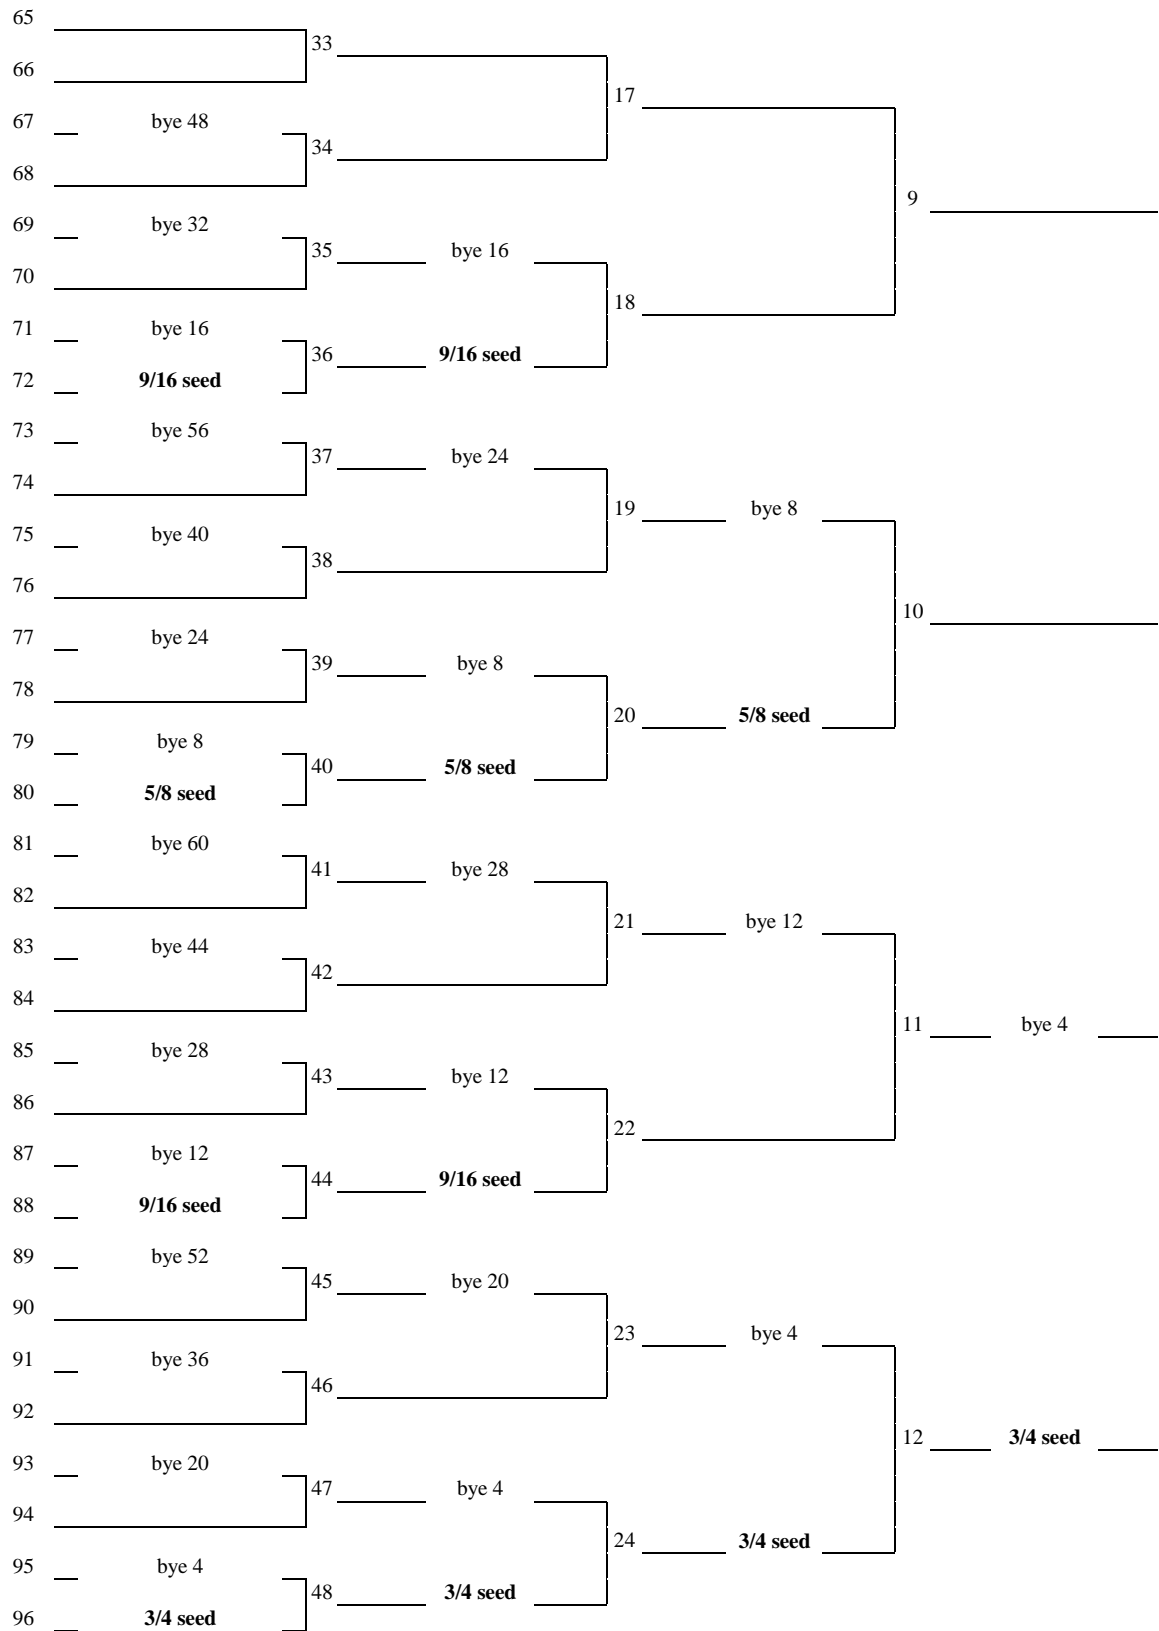 65
33
66
17
67 bye 48
34
68
9
69 bye 32
35 bye 16
70
18
71 bye 16
36 9/16 seed
72 9/16 seed
73 bye 56
37 bye 24
74
19 bye 8
75 bye 40
38
76
10
77 bye 24
39 bye 8
78
20 5/8 seed
79 bye 8
40 5/8 seed
80 5/8 seed
81 bye 60
41 bye 28
82
21 bye 12
83 bye 44
42
84
11 bye 4
85 bye 28
43 bye 12
86
22
87 bye 12
44 9/16 seed
88 9/16 seed
89 bye 52
45 bye 20
90
23 bye 4
91 bye 36
46
92
12 3/4 seed
93 bye 20
47 bye 4
94
24 3/4 seed
95 bye 4
48 3/4 seed
96 3/4 seed